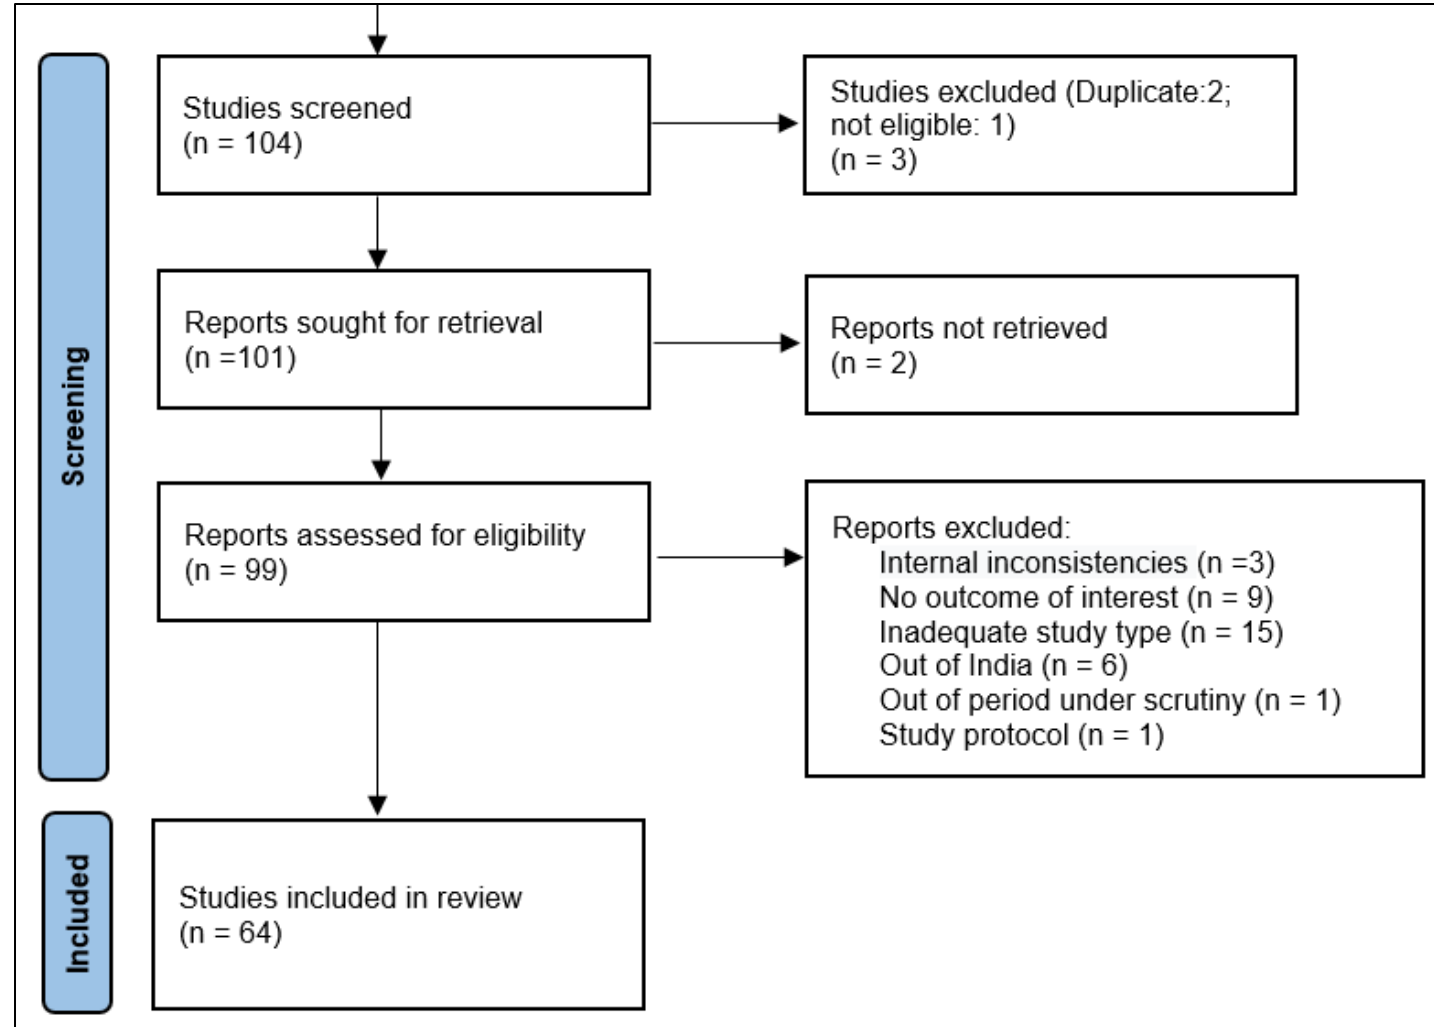 Studies screened
(n = 104)
Studies excluded (Duplicate:2;
not eligible: 1)
(n = 3)
Screening
Reports sought for retrieval
(n =101)
Reports not retrieved
(n = 2)
Reports assessed for eligibility
(n = 99)
Reports excluded:
Internal inconsistencies (n =3)
No outcome of interest (n = 9)
Inadequate study type (n = 15)
Out of India (n = 6)
Out of period under scrutiny (n = 1)
Study protocol (n = 1)
Included
Studies included in review
(n = 64)